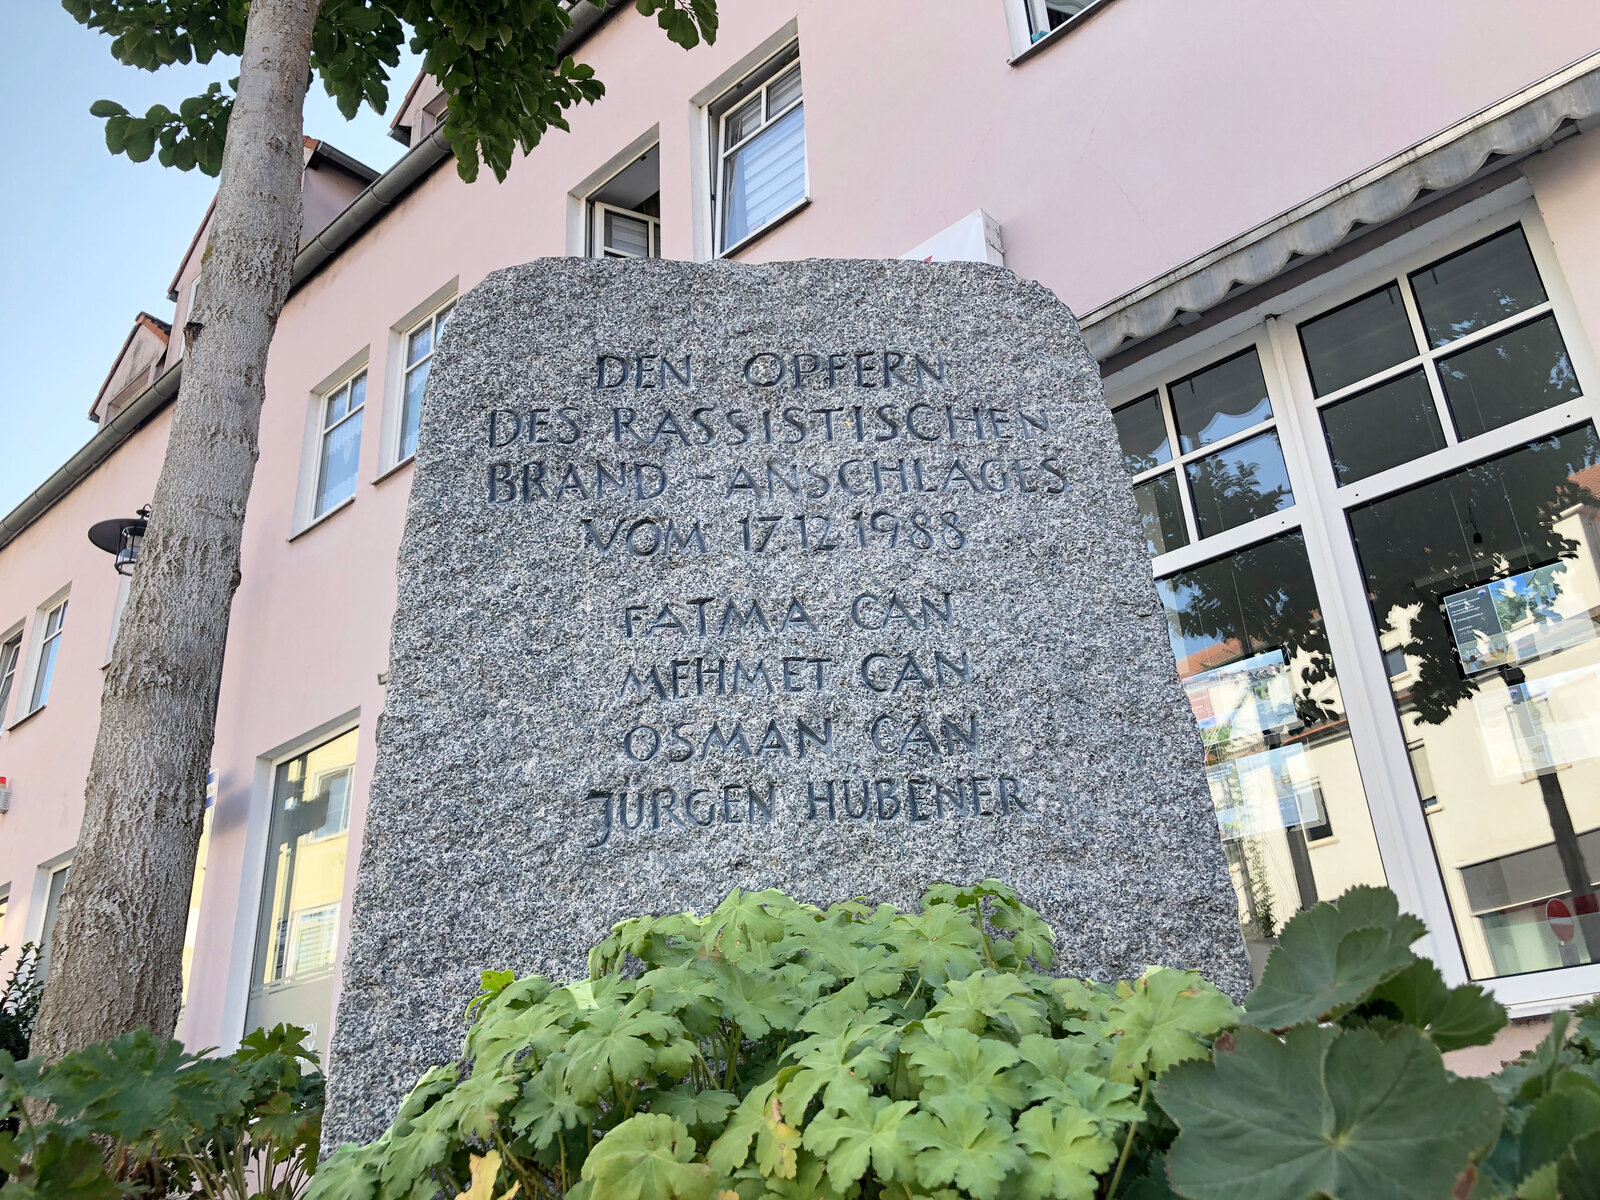 DEN OPFERN
DES RASSISTISCHEN
BRAND-ANSCHLAGES
VOM 17.12.1988
FATMA CAN
MEHMET CAN
OSMAN CAN
JÜRGEN HÜBENER